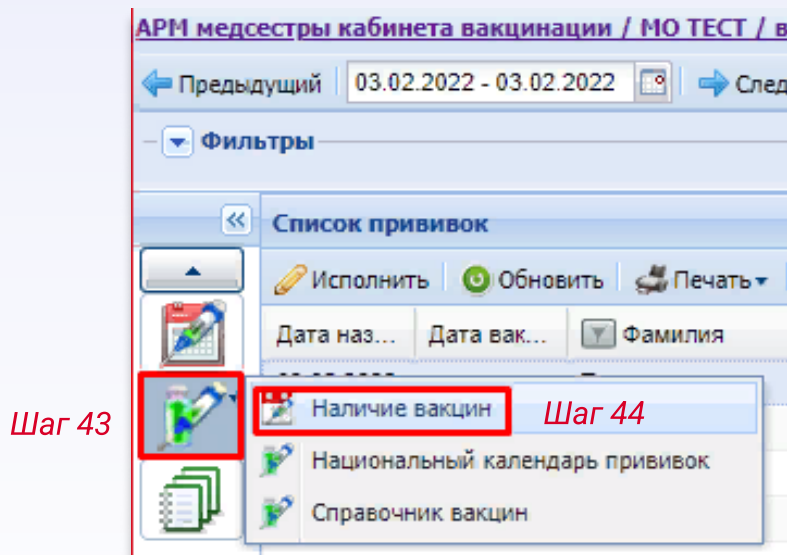 АРМ медсестры кабинета вакцинации / МО ТЕСТ / в
Предыдущий 03.02.2022 - 03.02.2022 След
Фильтры
Список прививок
Исполнить Обновить Печать
Дата наз... Дата вак... Фамилия
Шаг 43
Наличие вакцин Шаг 44
Национальный календарь прививок
Справочник вакцин